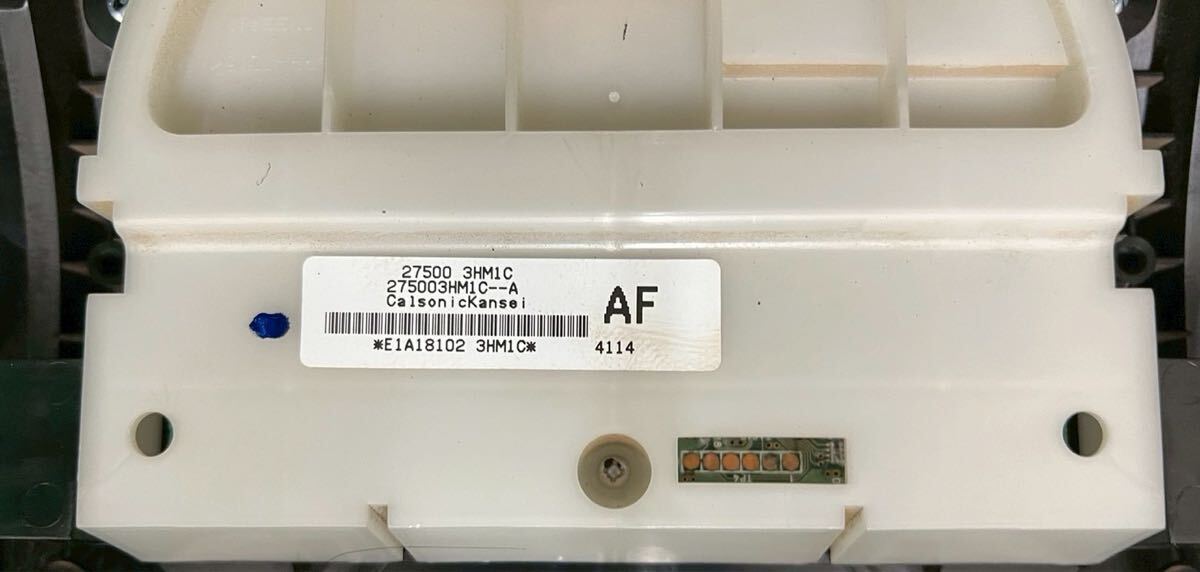 27500 3HM1C
275003HM1C--A
CalsonicKansei
AF
*E1A18102 3HM1C*
4114